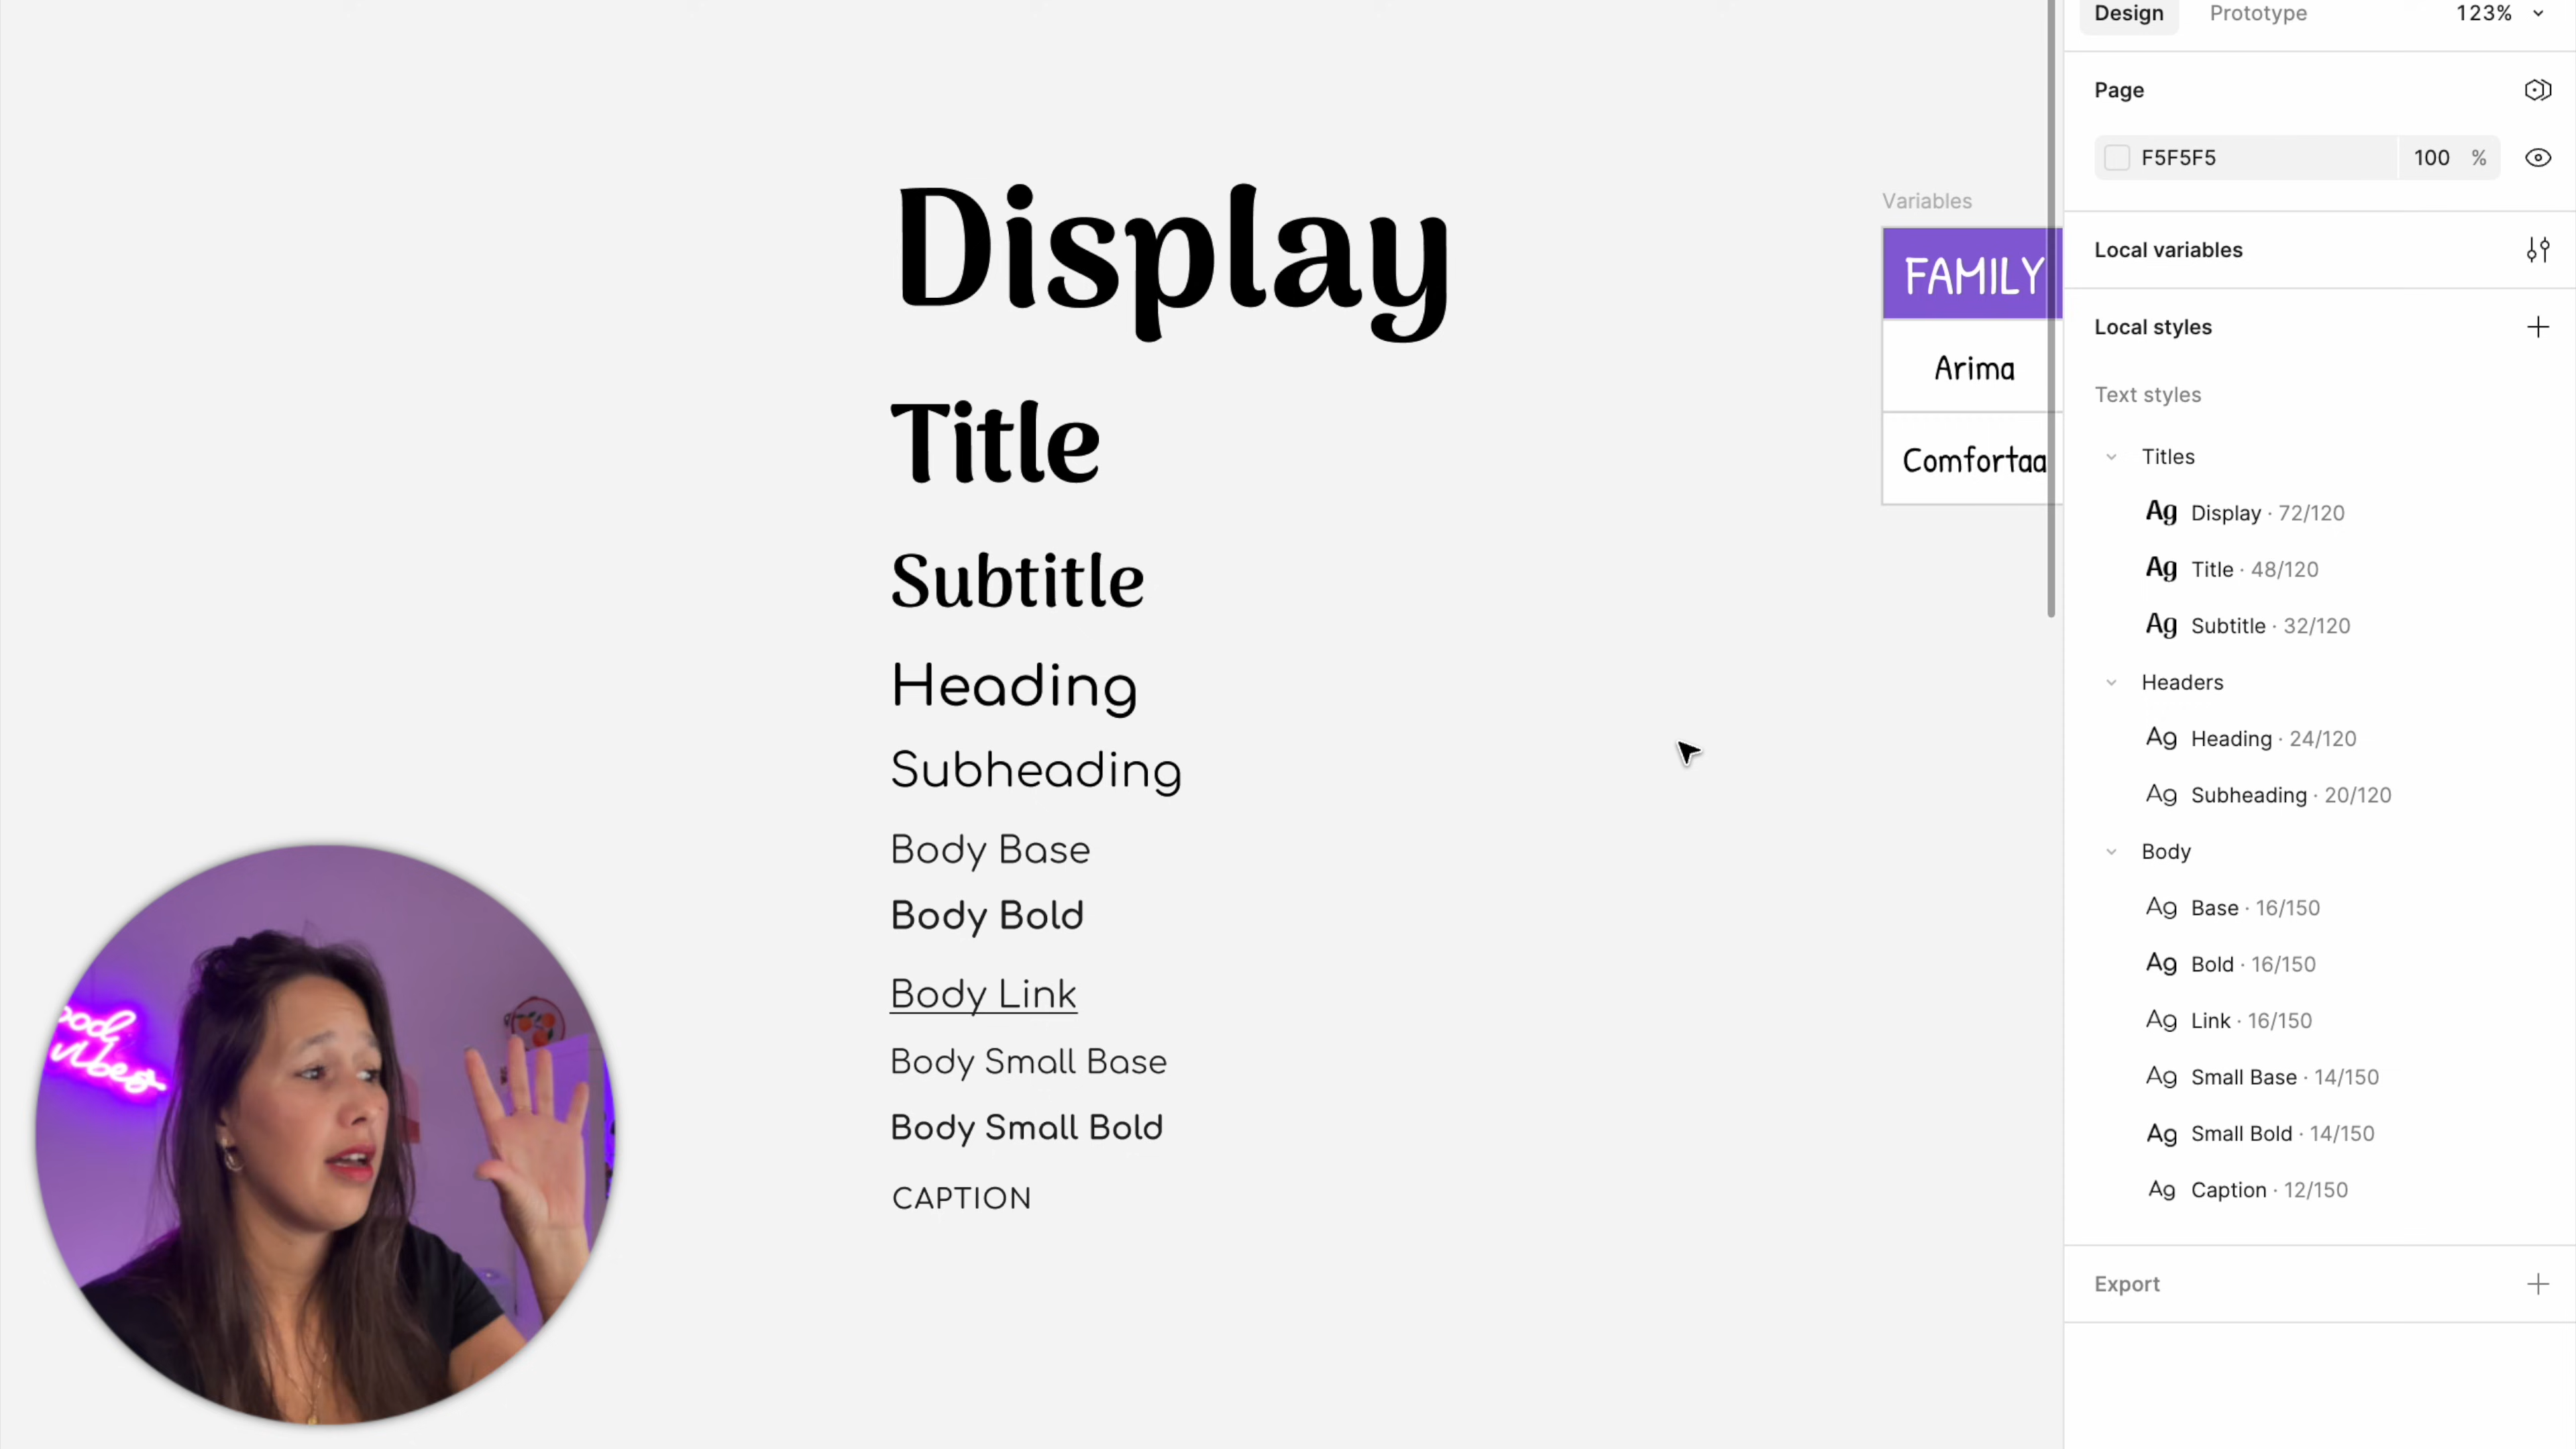 Display
Title
Subtitle
Heading
Subheading
Body Base
Body Bold
Body Link
Body Small Base
Body Small Bold
CAPTION
Variables
FAMILY
Arima
Comfortaa
vibes
Design Prototype 123%
Page
F5F5F5 100 %
Local variables
Local styles
Text styles
Titles
Ag Display · 72/120
Ag Title · 48/120
Ag Subtitle · 32/120
Headers
Ag Heading · 24/120
Ag Subheading · 20/120
Body
Ag Base · 16/150
Ag Bold · 16/150
Ag Link · 16/150
Ag Small Base · 14/150
Ag Small Bold · 14/150
Ag Caption · 12/150
Export